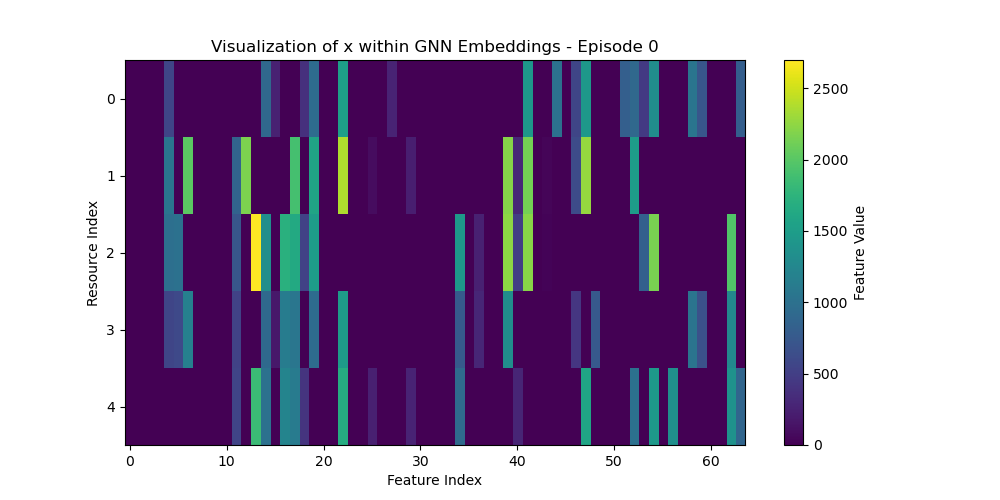 Visualization of x within GNN Embeddings - Episode 0
Resource Index
0
1
2
3
4
0 10 20 30 40 50 60
Feature Index
2500
2000
1500
1000
500
0
Feature Value